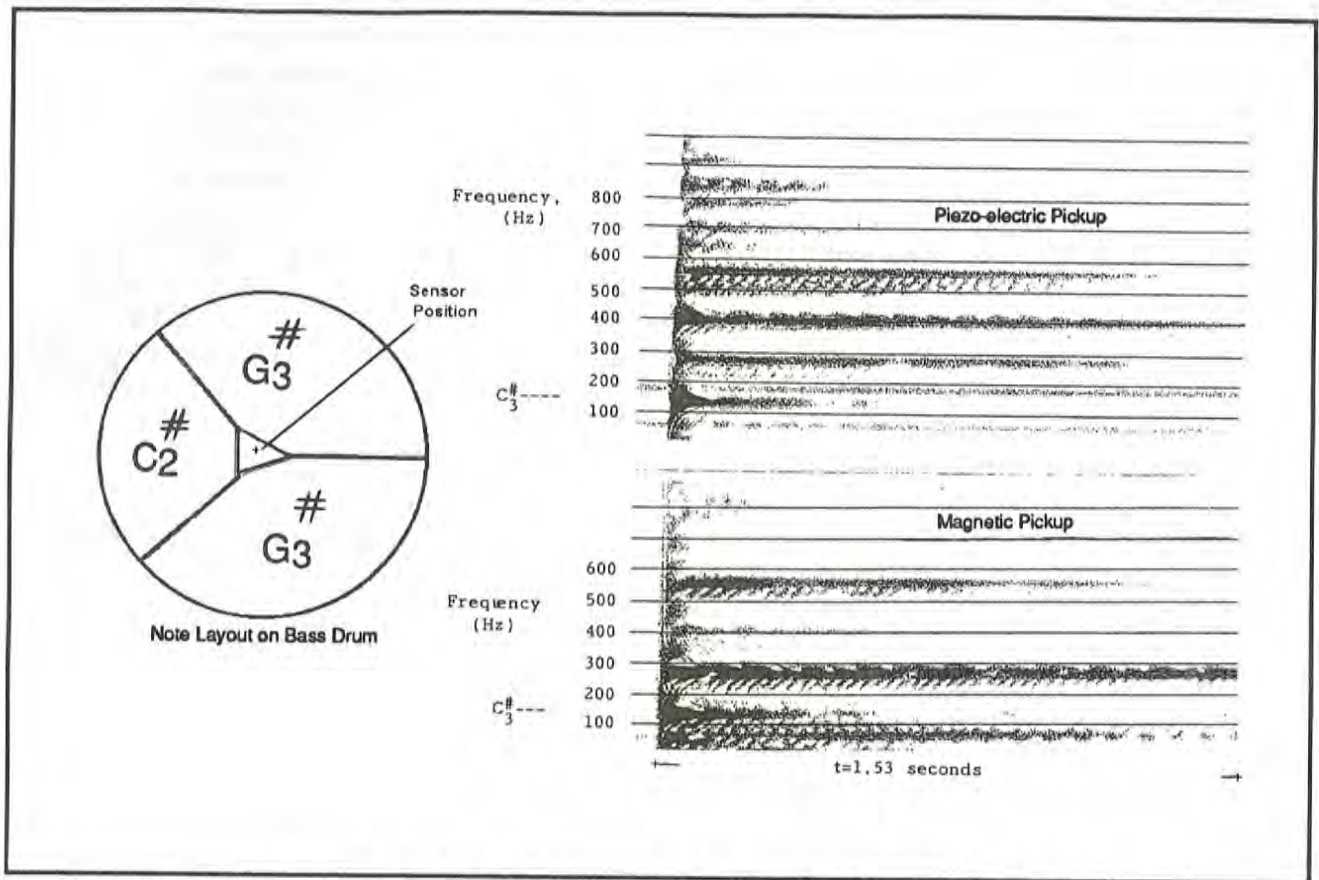 Sensor
Position
#
G3
#
C2
#
G3
Note Layout on Bass Drum
Frequency,
(Hz)
800
700
600
500
400
300
200
100
C#3----
Piezo-electric Pickup
Magnetic Pickup
Frequency
(Hz)
600
500
400
300
200
100
C#3---
t=1.53 seconds